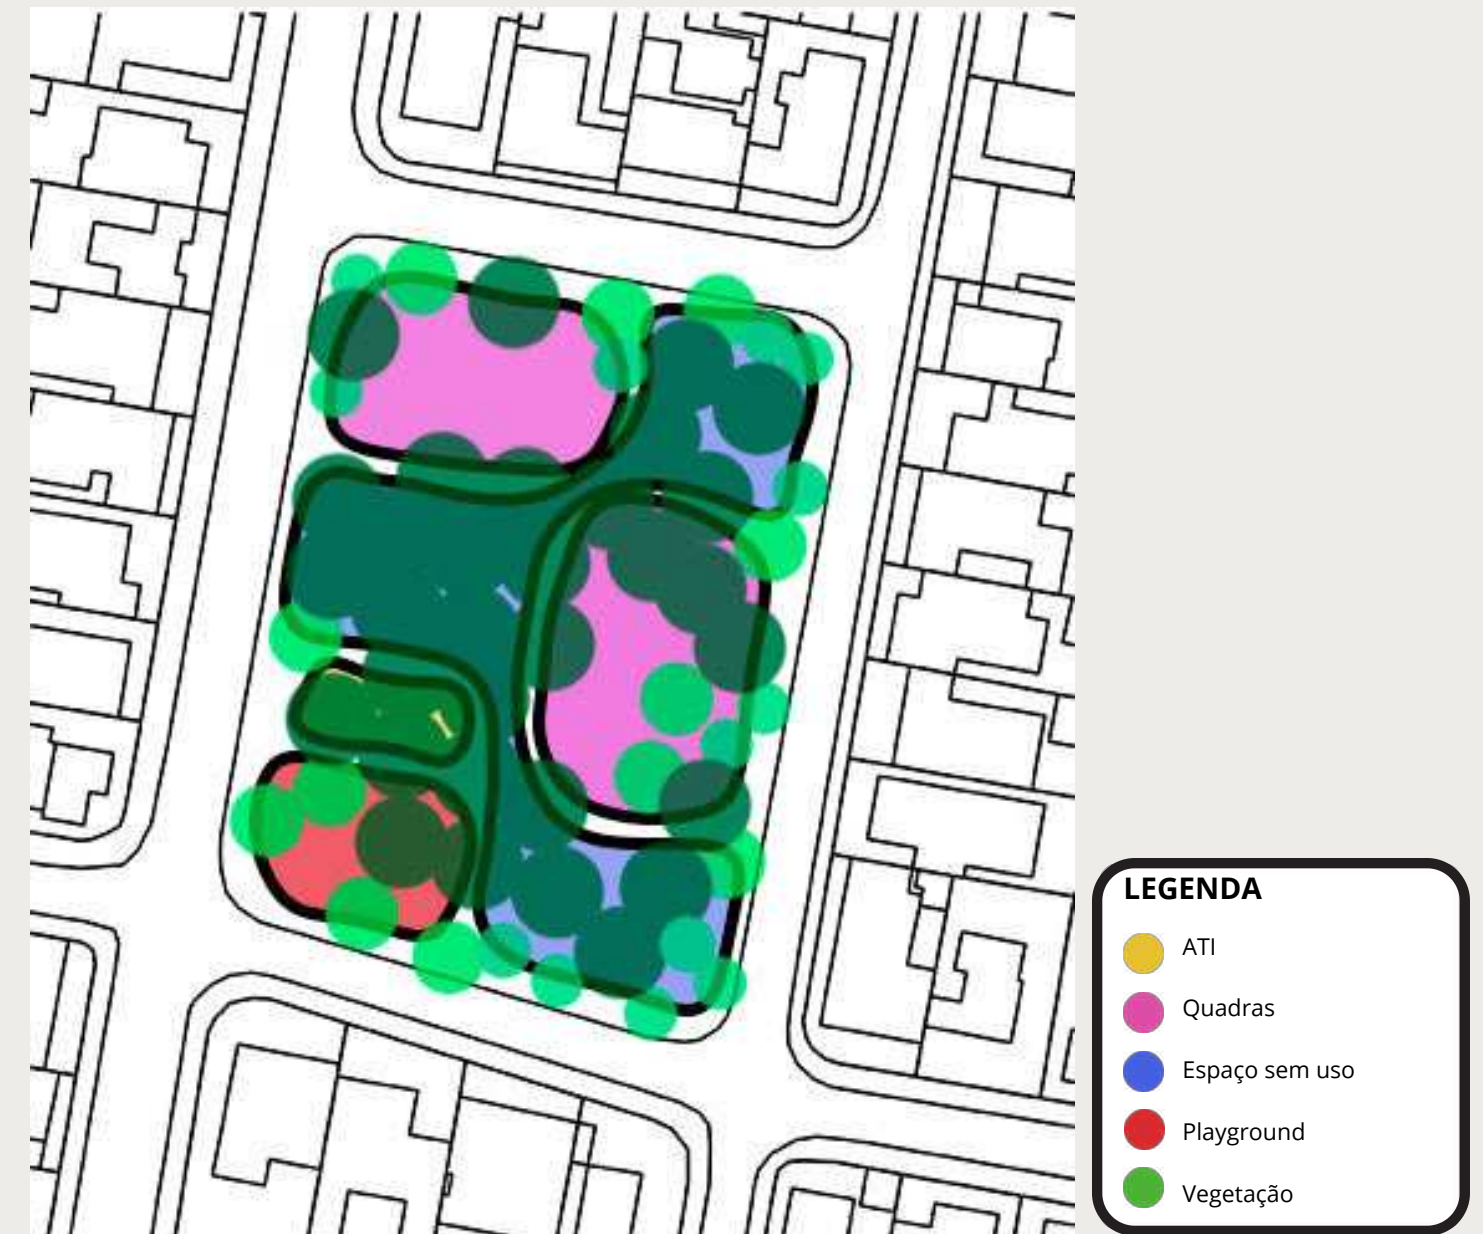 LEGENDA
ATI
Quadras
Espaço sem uso
Playground
Vegetação